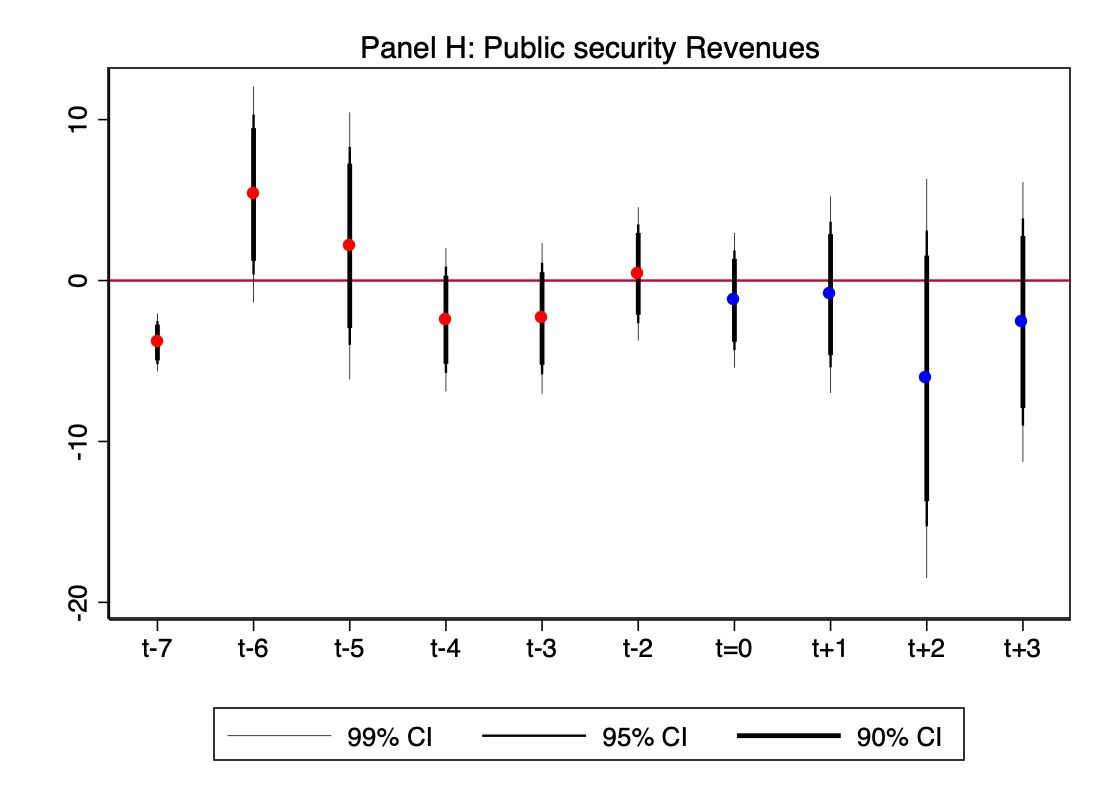 Panel H: Public security Revenues
10
0
-10
-20
t-7 t-6 t-5 t-4 t-3 t-2 t=0 t+1 t+2 t+3
99% CI 95% CI 90% CI